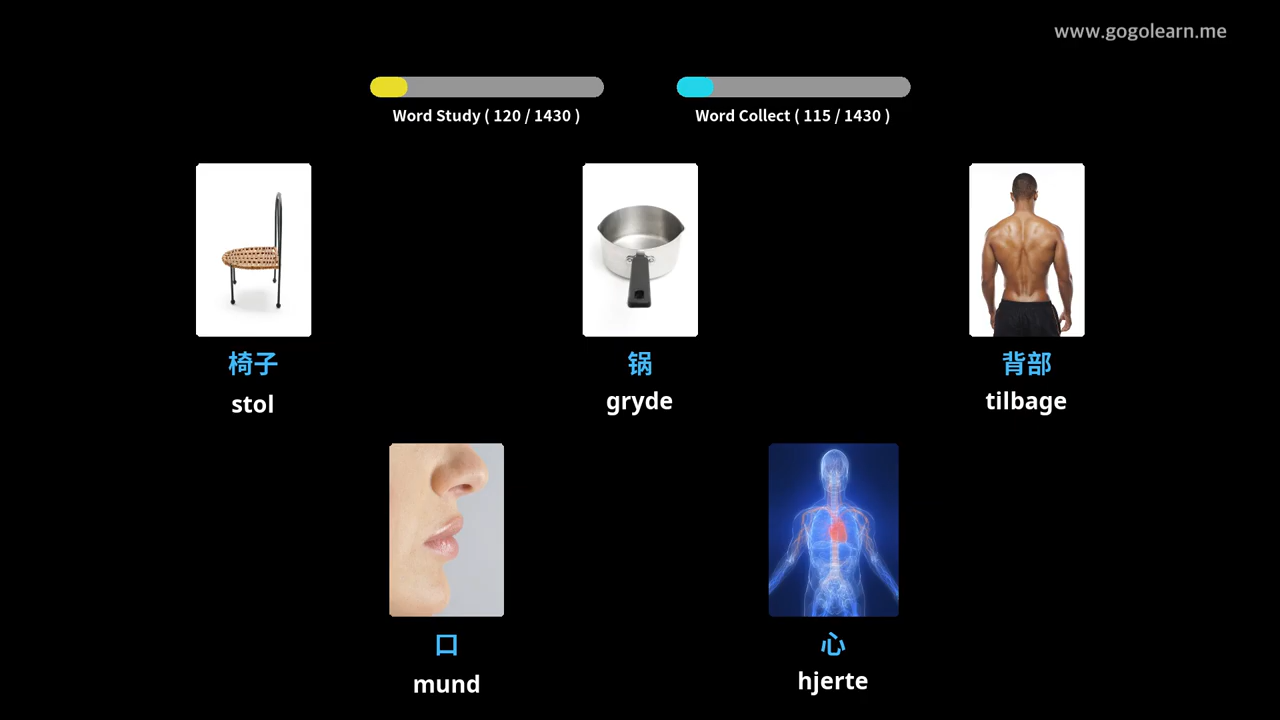 www.gogolearn.me
Word Study ( 120 / 1430 )
Word Collect ( 115 / 1430 )
椅子
stol
锅
gryde
背部
tilbage
口
mund
心
hjerte